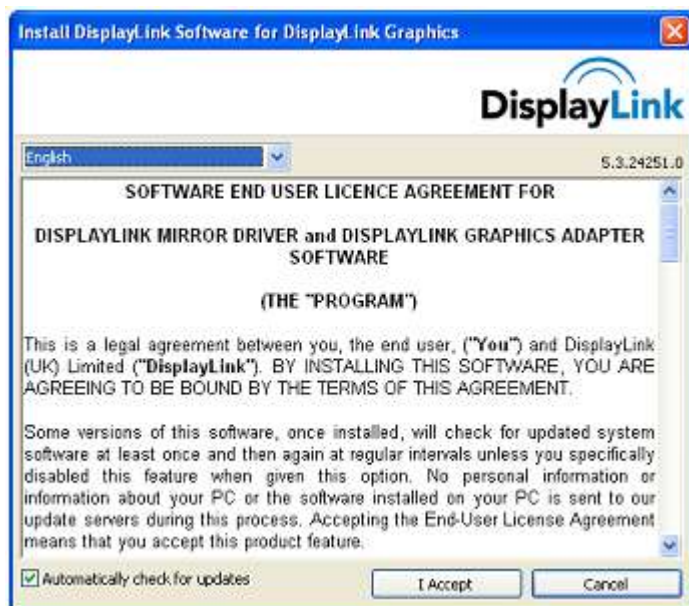 Install DisplayLink Software for DisplayLink Graphics
DisplayLink
English
5.3.24251.0
SOFTWARE END USER LICENCE AGREEMENT FOR
DISPLAYLINK MIRROR DRIVER and DISPLAYLINK GRAPHICS ADAPTER
SOFTWARE
(THE "PROGRAM")
This is a legal agreement between you, the end user, ("You") and DisplayLink
(UK) Limited ("DisplayLink"). BY INSTALLING THIS SOFTWARE, YOU ARE
AGREEING TO BE BOUND BY THE TERMS OF THIS AGREEMENT.
Some versions of this software, once installed, will check for updated system
software at least once and then again at regular intervals unless you specifically
disabled this feature when given this option. No personal information or
information about your PC or the software installed on your PC is sent to our
update servers during this process. Accepting the End-User License Agreement
means that you accept this product feature.
Automatically check for updates
I Accept
Cancel